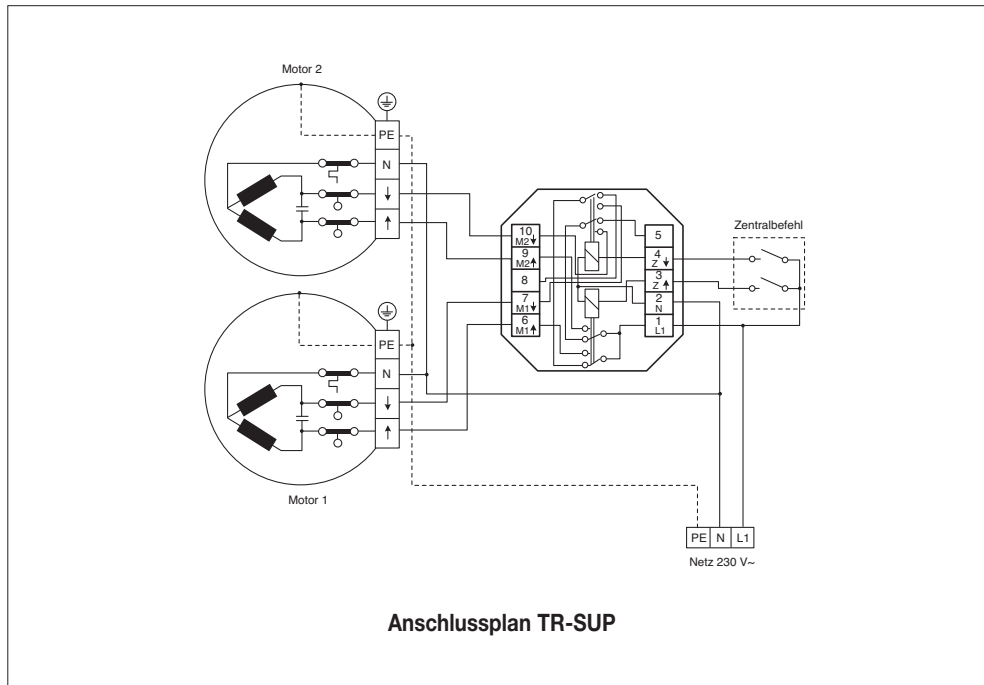 Motor 2
PE
N
↓
↑
10
M2↓
9
M2↑
8
7
M1↓
6
M1↑
5
4
Z ↓
3
Z ↑
2
N
1
L1
Zentralbefehl
PE
N
↓
↑
Motor 1
PE N L1
Netz 230 V~
Anschlussplan TR-SUP